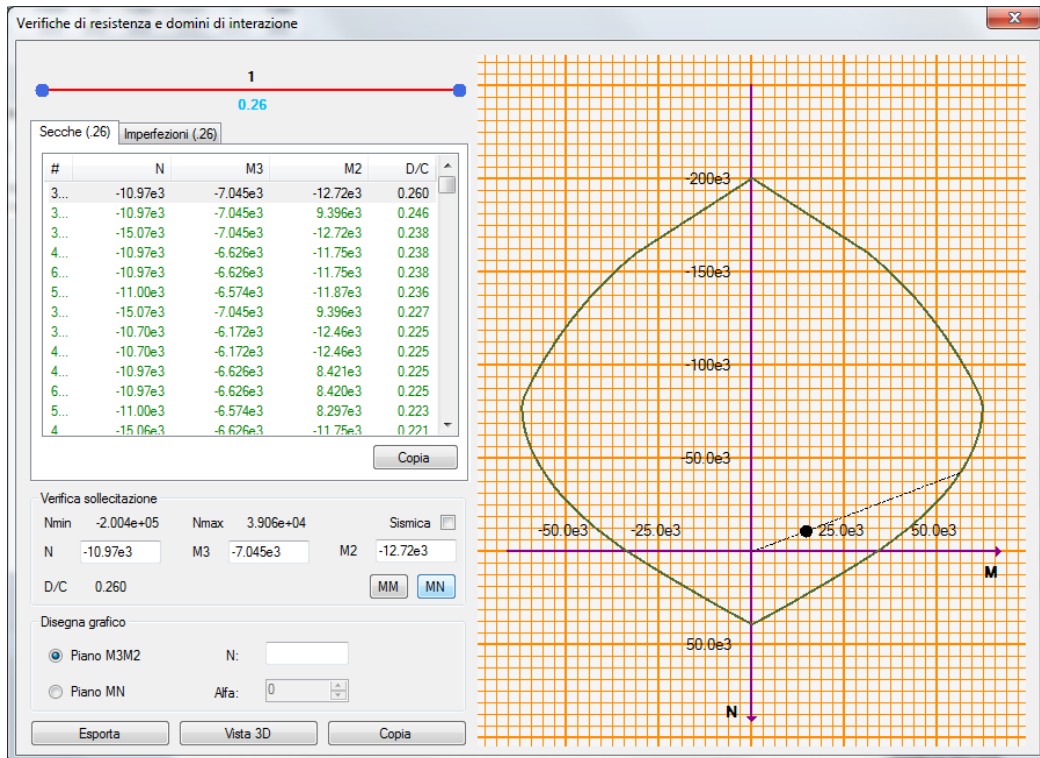 Verifiche di resistenza e domini di interazione
x
1
0.26
Secche (.26) Imperfezioni (.26)
# N M3 M2 D/C
3... -10.97e3 -7.045e3 -12.72e3 0.260
3... -10.97e3 -7.045e3 9.396e3 0.246
3... -15.07e3 -7.045e3 -12.72e3 0.238
4... -10.97e3 -6.626e3 -11.75e3 0.238
6... -10.97e3 -6.626e3 -11.75e3 0.238
5... -11.00e3 -6.574e3 -11.87e3 0.236
3... -15.07e3 -7.045e3 9.396e3 0.227
3... -10.70e3 -6.172e3 -12.46e3 0.225
4... -10.70e3 -6.172e3 -12.46e3 0.225
4... -10.97e3 -6.626e3 8.421e3 0.225
6... -10.97e3 -6.626e3 8.420e3 0.225
5... -11.00e3 -6.574e3 8.297e3 0.223
4 -15.06e3 -6.626e3 -11.75e3 0.221
Copia
Verifica sollecitazione
Nmin -2.004e+05 Nmax 3.906e+04 Sismica
N -10.97e3 M3 -7.045e3 M2 -12.72e3
D/C 0.260 MM MN
Disegna grafico
Piano M3M2 N:
Piano MN Alfa: 0
Esporta Vista 3D Copia
-200e3
-150e3
-100e3
-50.0e3
-50.0e3 -25.0e3 25.0e3 50.0e3
M
50.0e3
N